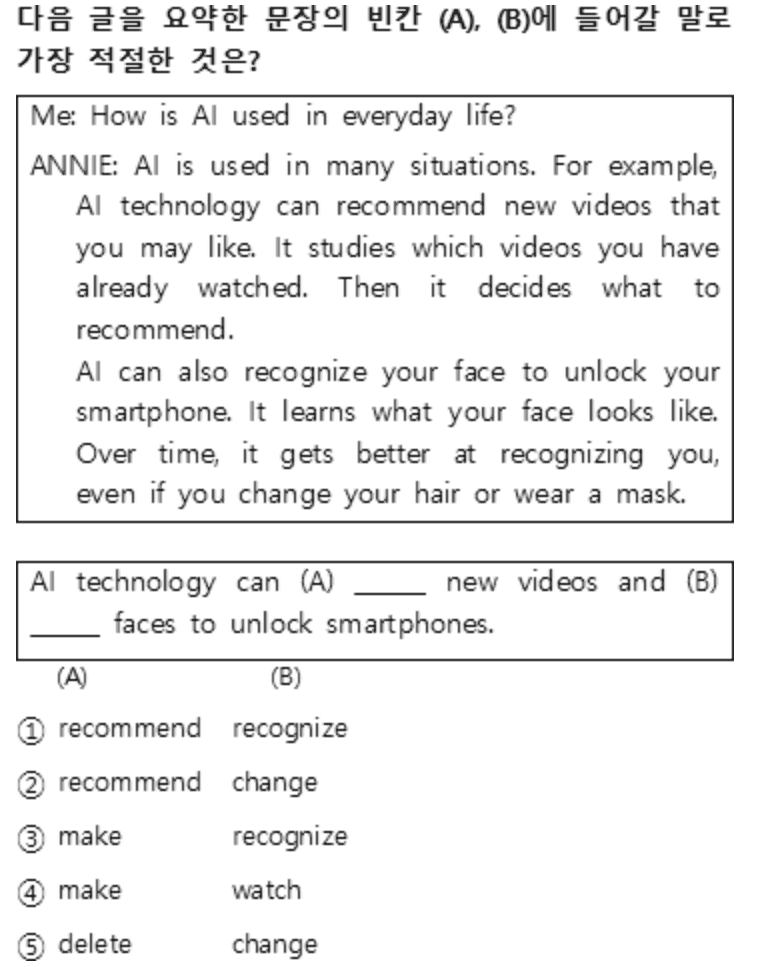 다음 글을 요약한 문장의 빈칸 (A), (B)에 들어갈 말로
가장 적절한 것은?
Me: How is AI used in everyday life?
ANNIE: AI is used in many situations. For example,
AI technology can recommend new videos that
you may like. It studies which videos you have
already watched. Then it decides what to
recommend.
AI can also recognize your face to unlock your
smartphone. It learns what your face looks like.
Over time, it gets better at recognizing you,
even if you change your hair or wear a mask.
AI technology can (A) _____ new videos and (B)
_____ faces to unlock smartphones.
(A) (B)
① recommend recognize
② recommend change
③ make recognize
④ make watch
⑤ delete change